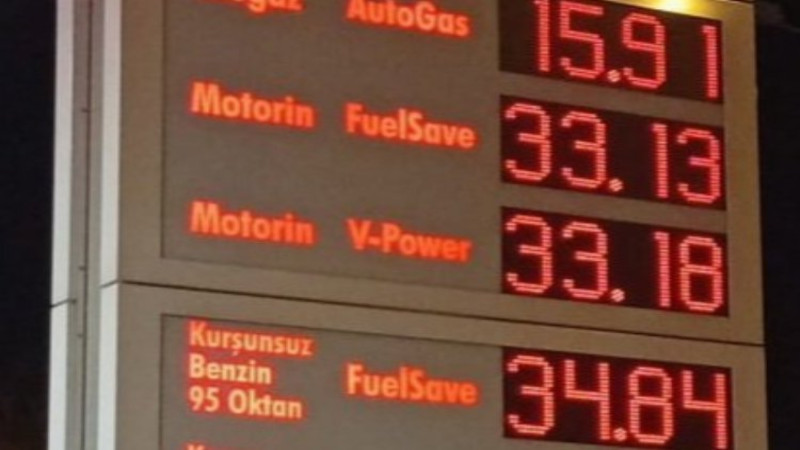 AutoGas 15.91
Motorin FuelSave 33.13
Motorin V-Power 33.18
Kurşunsuz
Benzin FuelSave 34.84
95 Oktan